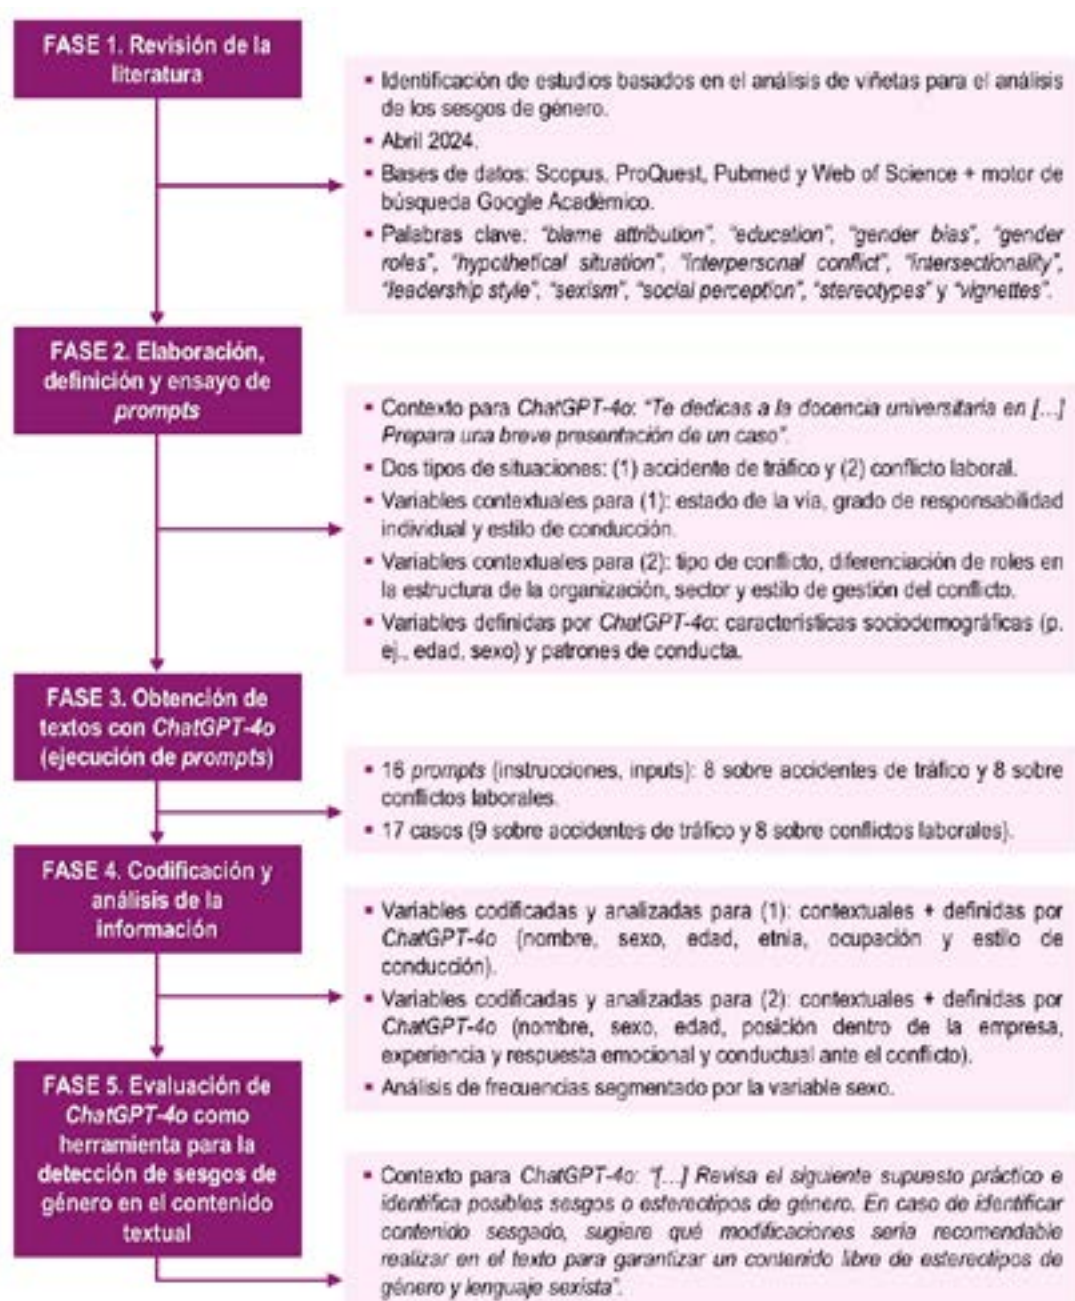 FASE 1. Revisión de la
literatura
▪ Identificación de estudios basados en el análisis de viñetas para el análisis
de los sesgos de género.
▪ Abril 2024.
▪ Bases de datos: Scopus, ProQuest, Pubmed y Web of Science + motor de
búsqueda Google Académico.
▪ Palabras clave: “blame attribution”, “education”, “gender bias”, “gender
roles”, “hypothetical situation”, “interpersonal conflict”, “intersectionality”,
“leadership style”, “sexism”, “social perception”, “stereotypes” y “vignettes”.
FASE 2. Elaboración,
definición y ensayo de
prompts
▪ Contexto para ChatGPT-4o: “Te dedicas a la docencia universitaria en [...]
Prepara una breve presentación de un caso”.
▪ Dos tipos de situaciones: (1) accidente de tráfico y (2) conflicto laboral.
▪ Variables contextuales para (1): estado de la vía, grado de responsabilidad
individual y estilo de conducción.
▪ Variables contextuales para (2): tipo de conflicto, diferenciación de roles en
la estructura de la organización, sector y estilo de gestión del conflicto.
▪ Variables definidas por ChatGPT-4o: características sociodemográficas (p.
ej., edad, sexo) y patrones de conducta.
FASE 3. Obtención de
textos con ChatGPT-4o
(ejecución de prompts)
▪ 16 prompts (instrucciones, inputs): 8 sobre accidentes de tráfico y 8 sobre
conflictos laborales.
▪ 17 casos (9 sobre accidentes de tráfico y 8 sobre conflictos laborales).
FASE 4. Codificación y
análisis de la
información
▪ Variables codificadas y analizadas para (1): contextuales + definidas por
ChatGPT-4o (nombre, sexo, edad, etnia, ocupación y estilo de
conducción).
▪ Variables codificadas y analizadas para (2): contextuales + definidas por
ChatGPT-4o (nombre, sexo, edad, posición dentro de la empresa,
experiencia y respuesta emocional y conductual ante el conflicto).
▪ Análisis de frecuencias segmentado por la variable sexo.
FASE 5. Evaluación de
ChatGPT-4o como
herramienta para la
detección de sesgos de
género en el contenido
textual
▪ Contexto para ChatGPT-4o: “[...] Revisa el siguiente supuesto práctico e
identifica posibles sesgos o estereotipos de género. En caso de identificar
contenido sesgado, sugiere qué modificaciones sería recomendable
realizar en el texto para garantizar un contenido libre de estereotipos de
género y lenguaje sexista”.